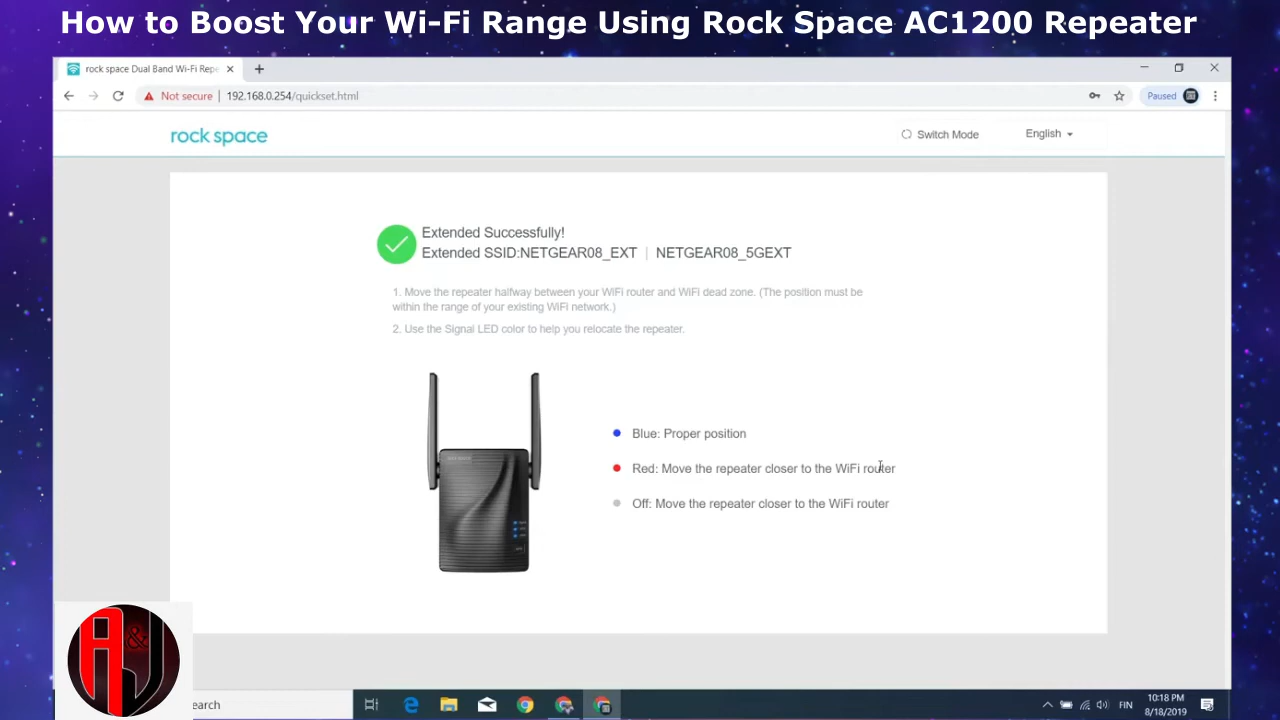 How to Boost Your Wi-Fi Range Using Rock Space AC1200 Repeater
rock space Dual Band Wi-Fi Repe
Not secure | 192.168.0.254/quickset.html
Paused
rock space
Switch Mode
English
Extended Successfully!
Extended SSID:NETGEAR08_EXT | NETGEAR08_5GEXT
1. Move the repeater halfway between your WiFi router and WiFi dead zone. (The position must be
within the range of your existing WiFi network.)
2. Use the Signal LED color to help you relocate the repeater.
Blue: Proper position
Red: Move the repeater closer to the WiFi router
Off: Move the repeater closer to the WiFi router
A&J
earch
FIN
10:18 PM
8/18/2019